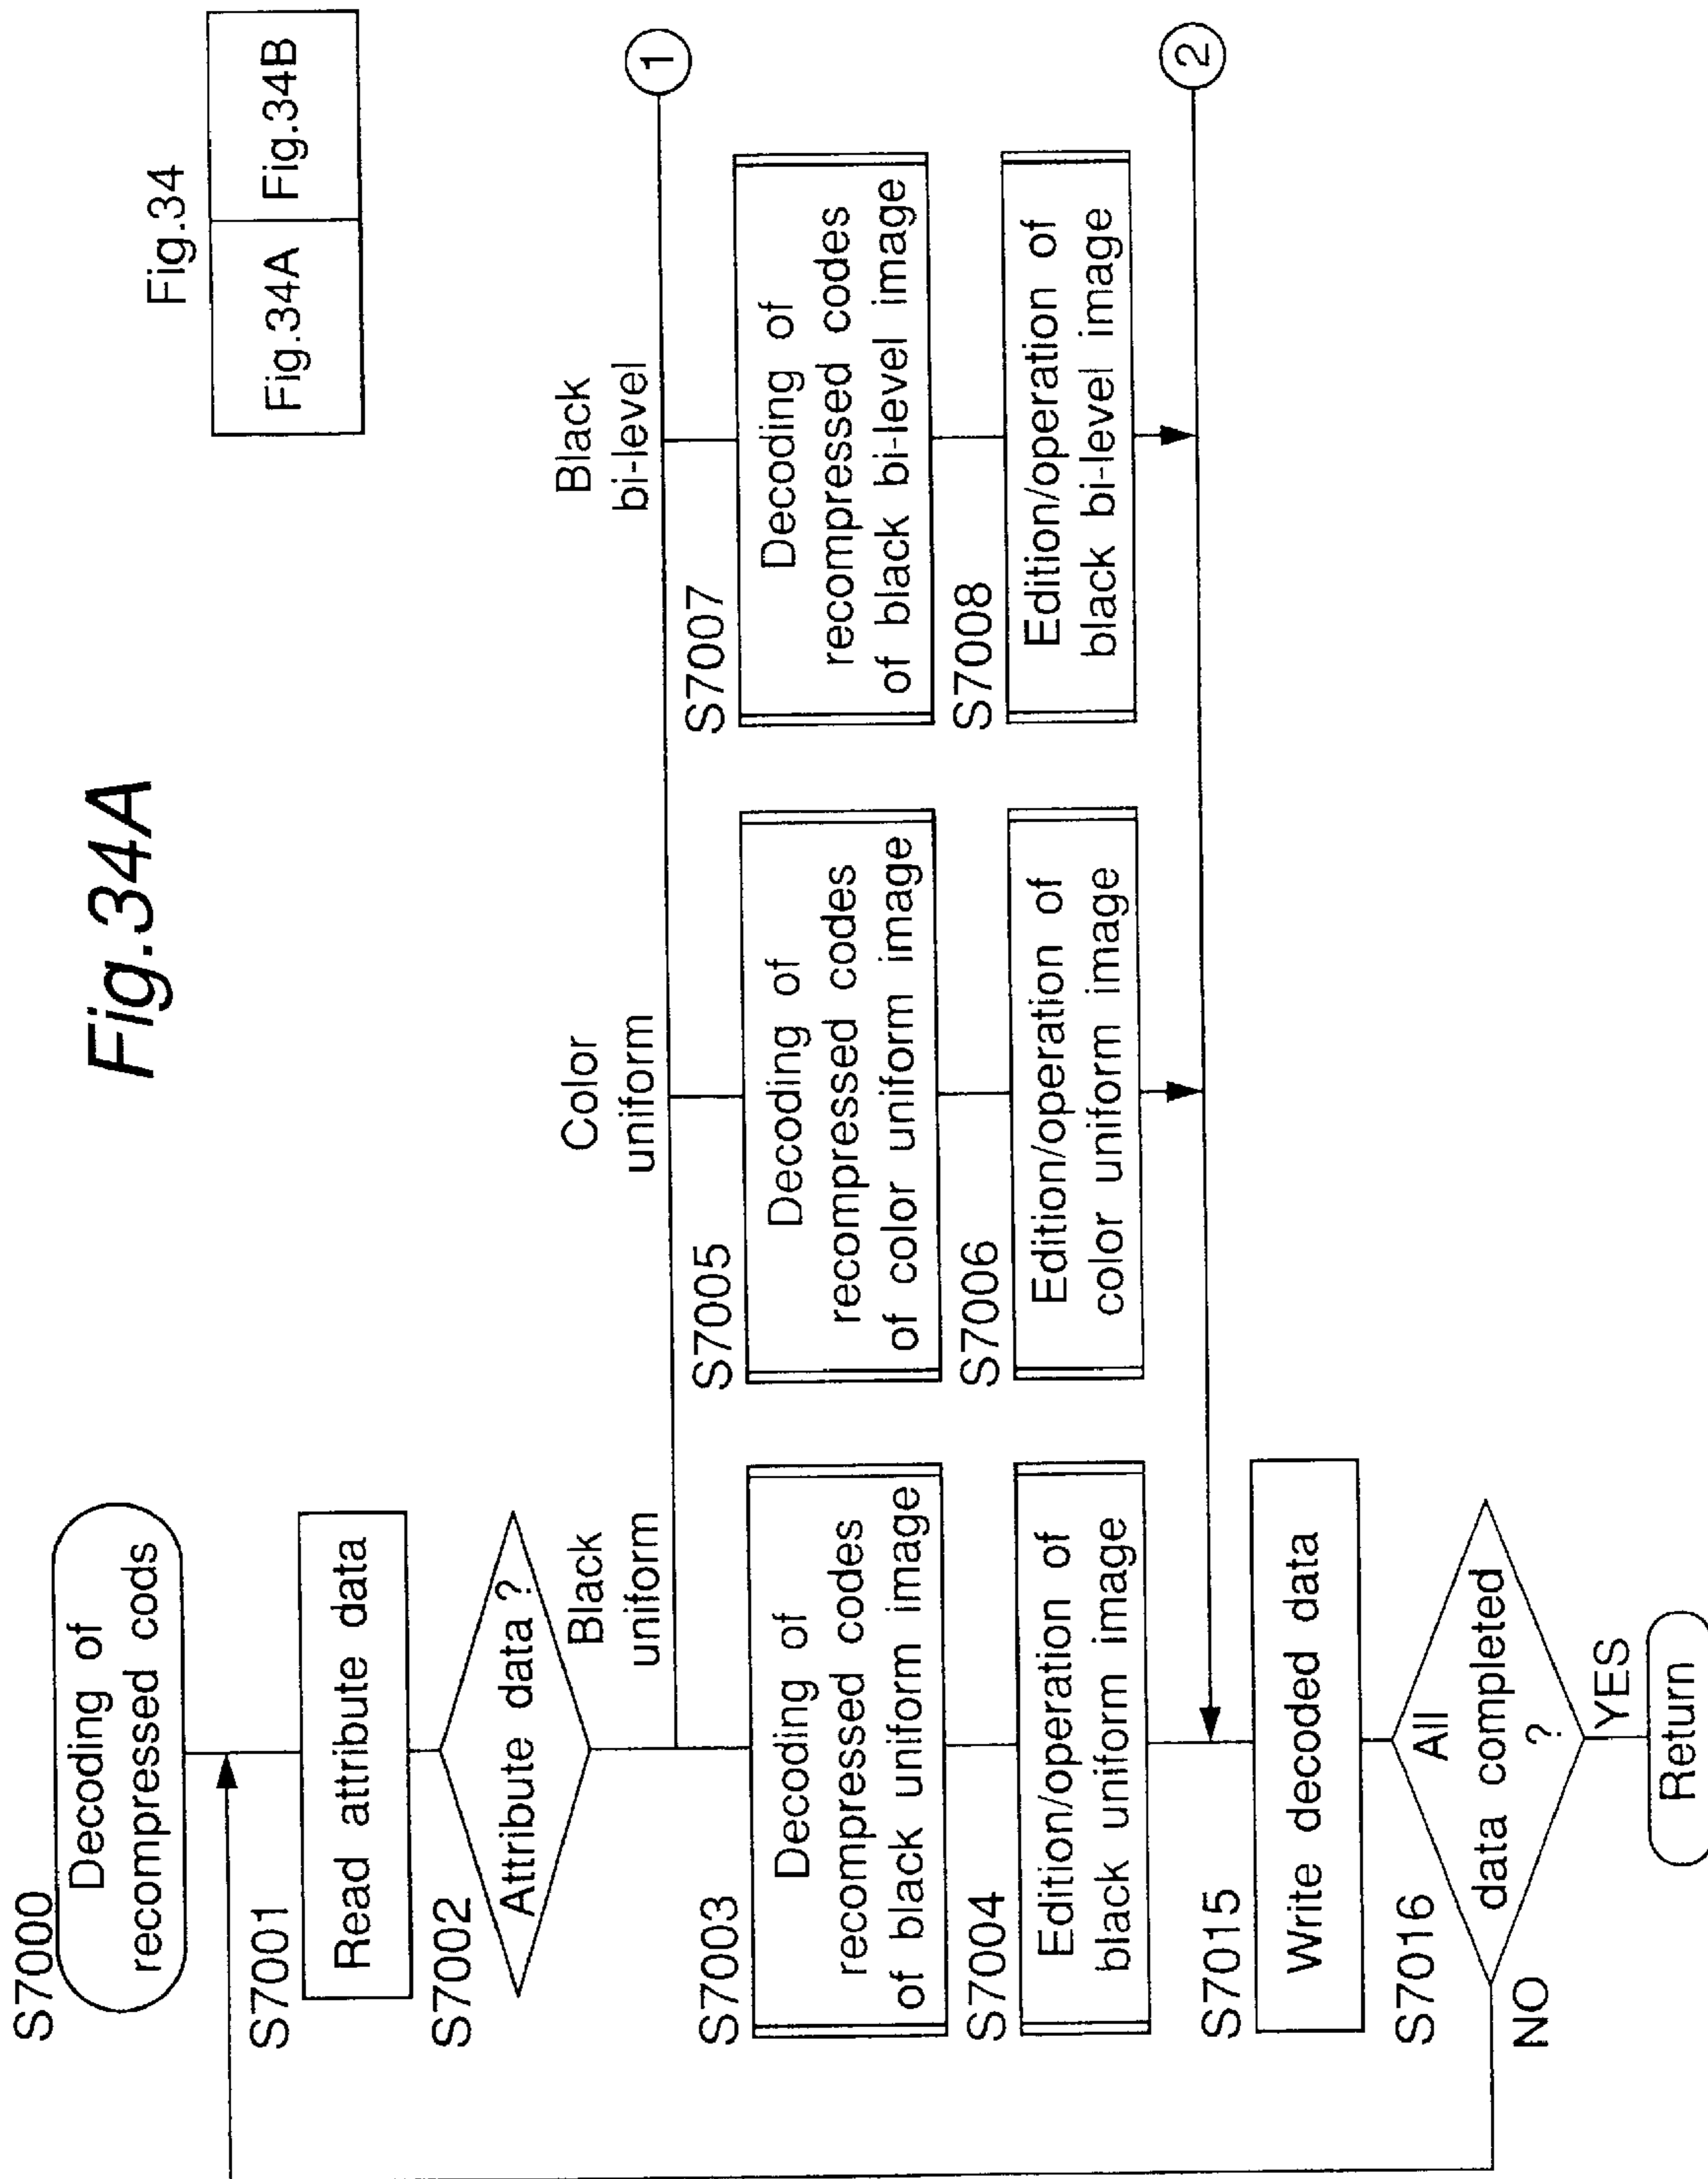 Fig.34A
Fig.34
Fig.34A
Fig.34B
S7000
Decoding of
recompressed cods
S7001
Read attribute data
S7002
Attribute data ?
Black
uniform
Color
uniform
Black
bi-level
1
S7003
Decoding of
recompressed codes
of black uniform image
S7005
Decoding of
recompressed codes
of color uniform image
S7007
Decoding of
recompressed codes
of black bi-level image
S7004
Edition/operation of
black uniform image
S7006
Edition/operation of
color uniform image
S7008
Edition/operation of
black bi-level image
2
S7015
Write decoded data
S7016
All
data completed
?
NO
YES
Return